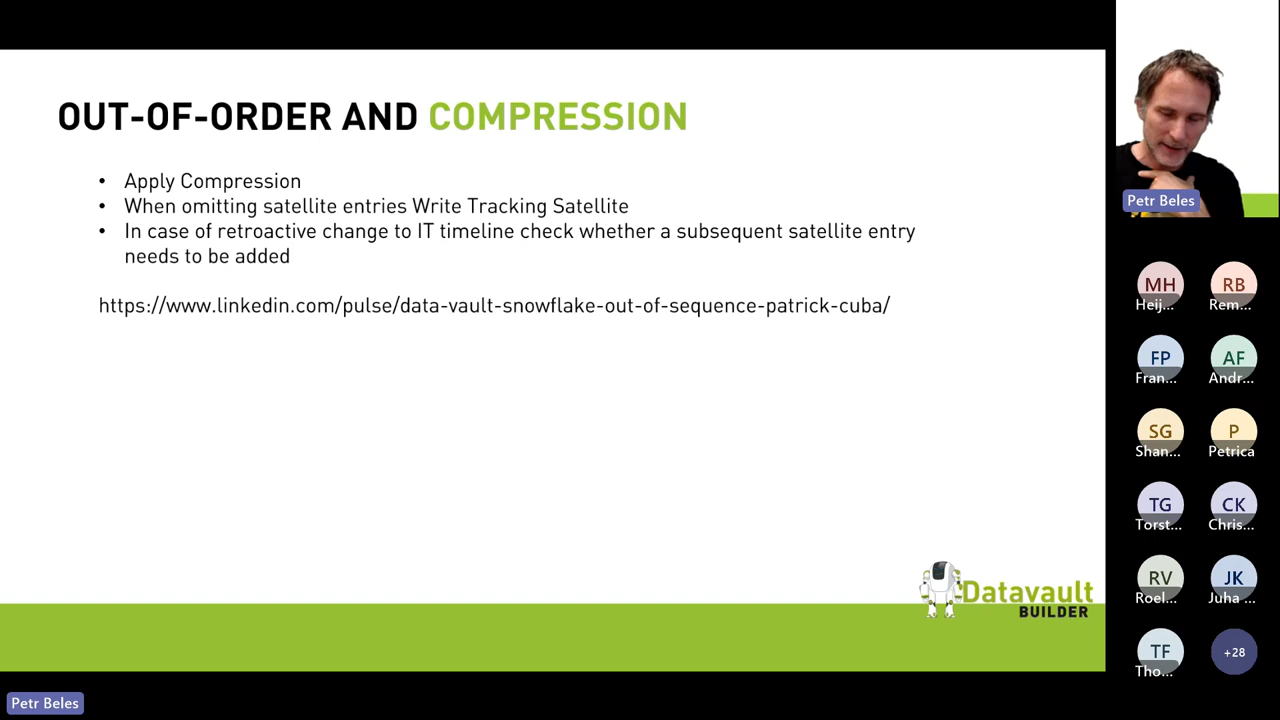 OUT-OF-ORDER AND COMPRESSION
• Apply Compression
• When omitting satellite entries Write Tracking Satellite
• In case of retroactive change to IT timeline check whether a subsequent satellite entry
needs to be added
https://www.linkedin.com/pulse/data-vault-snowflake-out-of-sequence-patrick-cuba/
Datavault
BUILDER
Petr Beles
Petr Beles
MH RB
Heij... Rem...
FP AF
Fran... Andr...
SG P
Shan... Petrica
TG CK
Torst... Chris...
RV JK
Roel... Juha ...
TF +28
Tho...